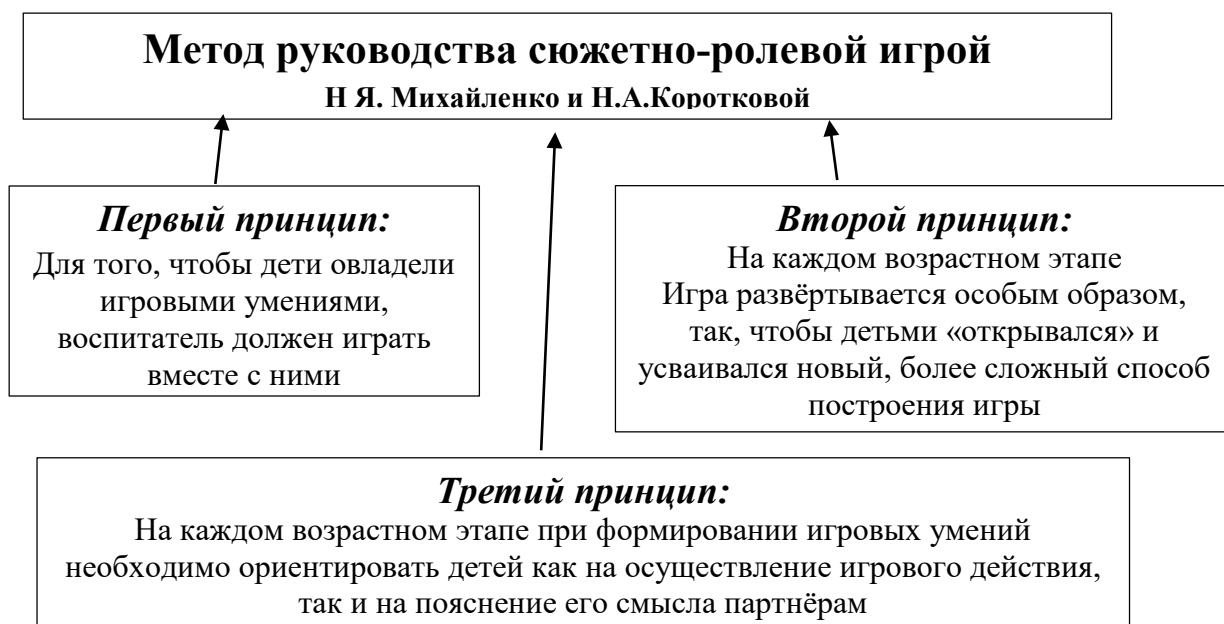 Метод руководства сюжетно-ролевой игрой
Н Я. Михайленко и Н.А.Коротковой
Первый принцип:
Для того, чтобы дети овладели
игровыми умениями,
воспитатель должен играть
вместе с ними
Второй принцип:
На каждом возрастном этапе
Игра развёртывается особым образом,
так, чтобы детьми «открывался» и
усваивался новый, более сложный способ
построения игры
Третий принцип:
На каждом возрастном этапе при формировании игровых умений
необходимо ориентировать детей как на осуществление игрового действия,
так и на пояснение его смысла партнёрам